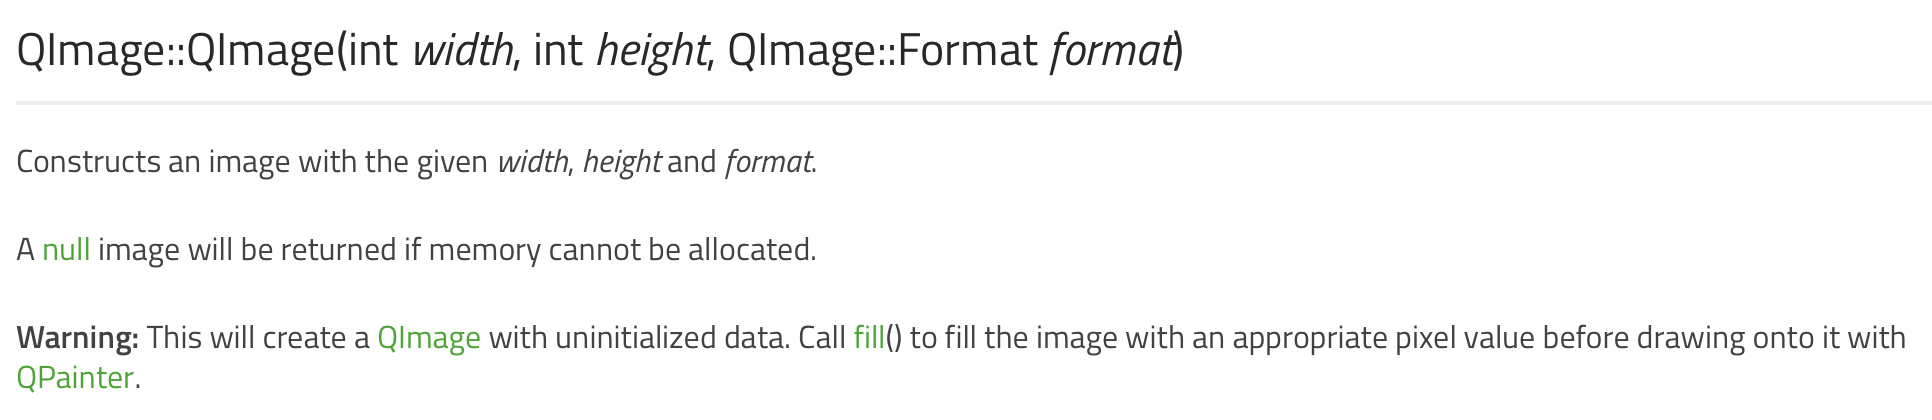 QImage::QImage(int width, int height, QImage::Format format)
Constructs an image with the given width, height and format.
A null image will be returned if memory cannot be allocated.
Warning: This will create a QImage with uninitialized data. Call fill() to fill the image with an appropriate pixel value before drawing onto it with
QPainter.